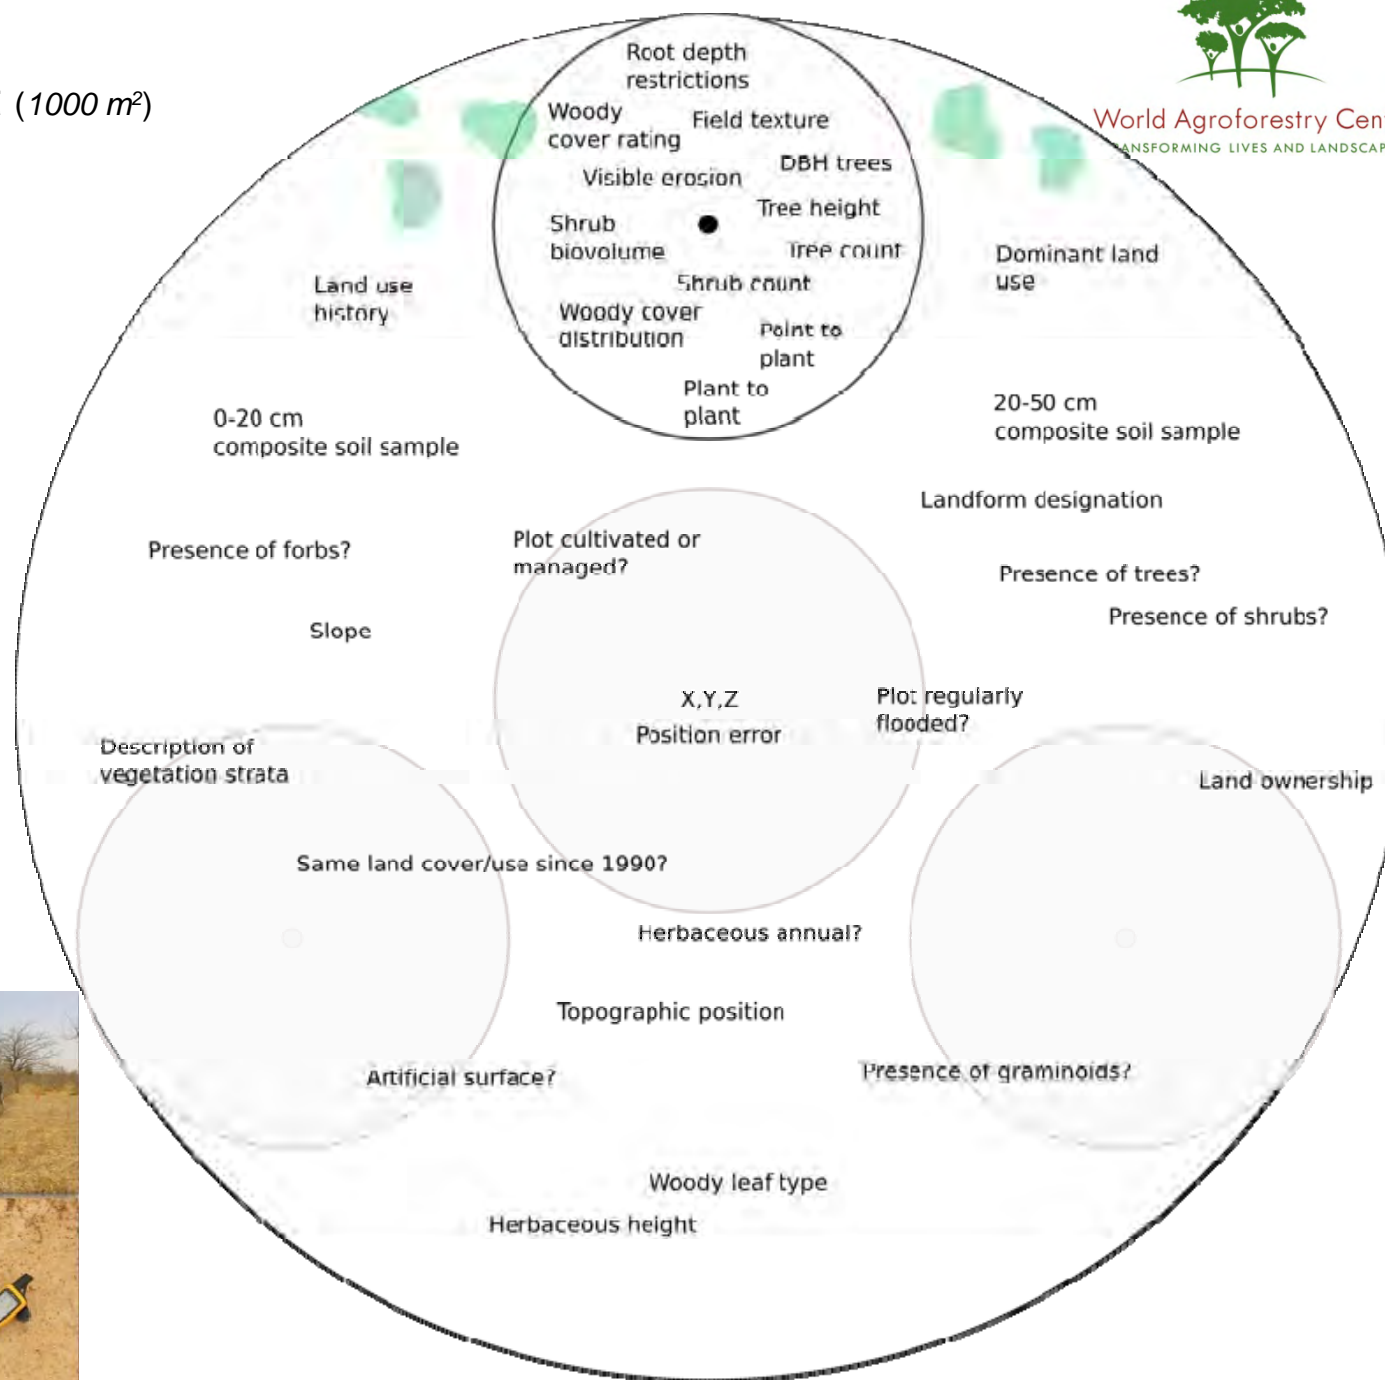 (1000 m²)
World Agroforestry Cent
ANSFORMING LIVES AND LANDSCAP
Root depth
restrictions
Woody
cover rating
Field texture
DBH trees
Visible erosion
Tree height
Shrub
biovolume
Tree count
Shrub count
Woody cover
distribution
Point to
plant
Plant to
plant
Land use
history
Dominant land
use
0-20 cm
composite soil sample
20-50 cm
composite soil sample
Landform designation
Presence of forbs?
Plot cultivated or
managed?
Presence of trees?
Presence of shrubs?
Slope
X,Y,Z
Position error
Plot regularly
flooded?
Description of
vegetation strata
Land ownership
Same land cover/use since 1990?
Herbaceous annual?
Topographic position
Artificial surface?
Presence of graminoids?
Woody leaf type
Herbaceous height